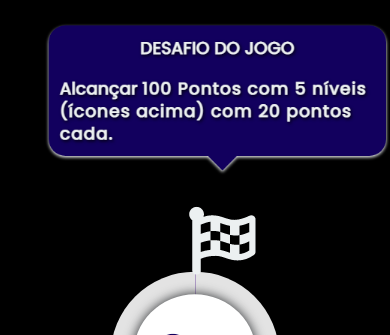 DESAFIO DO JOGO
Alcançar 100 Pontos com 5 níveis
(ícones acima) com 20 pontos
cada.